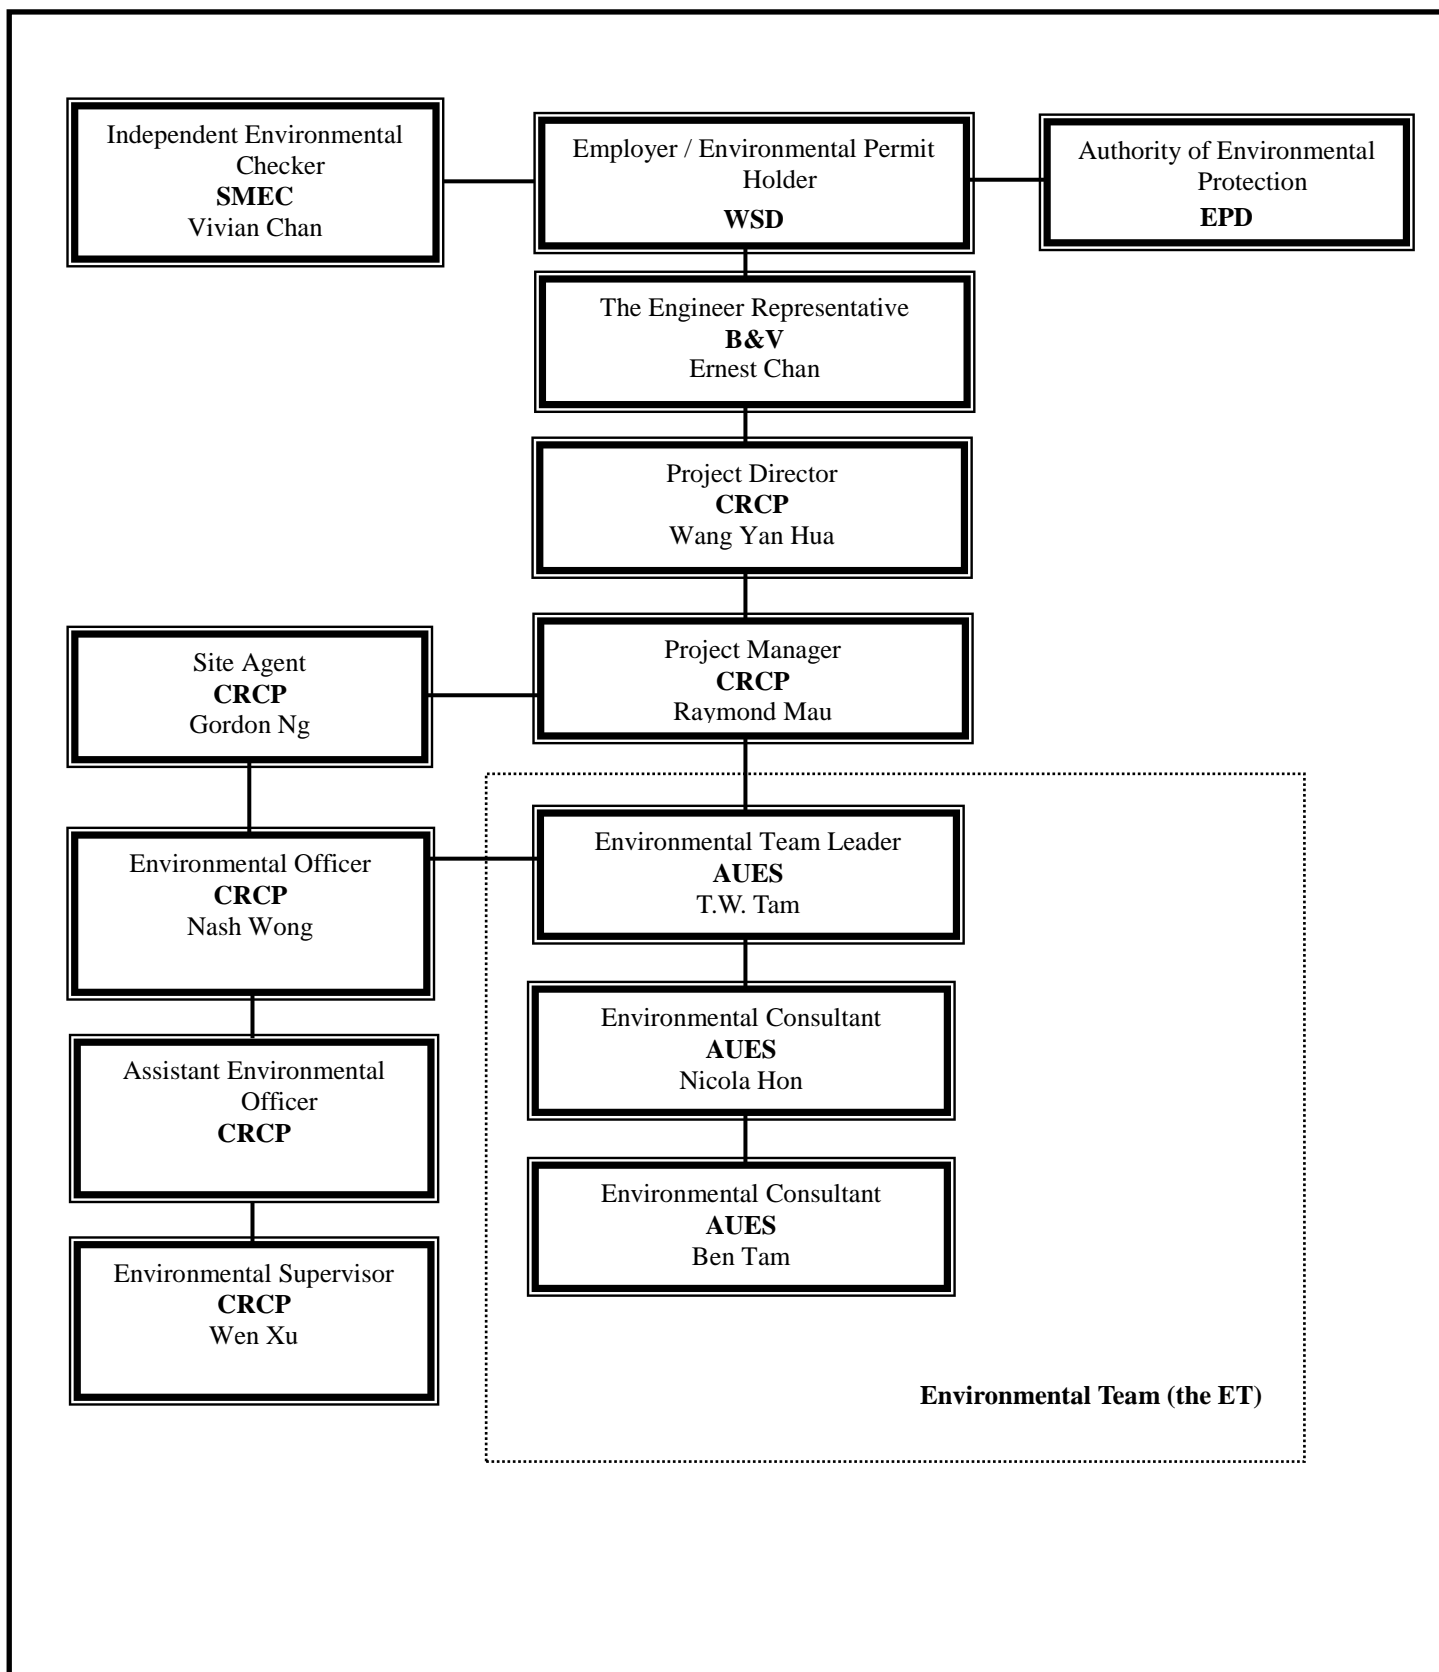 Independent Environmental
Checker
SMEC
Vivian Chan
Employer / Environmental Permit
Holder
WSD
Authority of Environmental
Protection
EPD
The Engineer Representative
B&V
Ernest Chan
Project Director
CRCP
Wang Yan Hua
Project Manager
CRCP
Raymond Mau
Site Agent
CRCP
Gordon Ng
Environmental Team Leader
AUES
T.W. Tam
Environmental Officer
CRCP
Nash Wong
Environmental Consultant
AUES
Nicola Hon
Assistant Environmental
Officer
CRCP
Environmental Consultant
AUES
Ben Tam
Environmental Supervisor
CRCP
Wen Xu
Environmental Team (the ET)